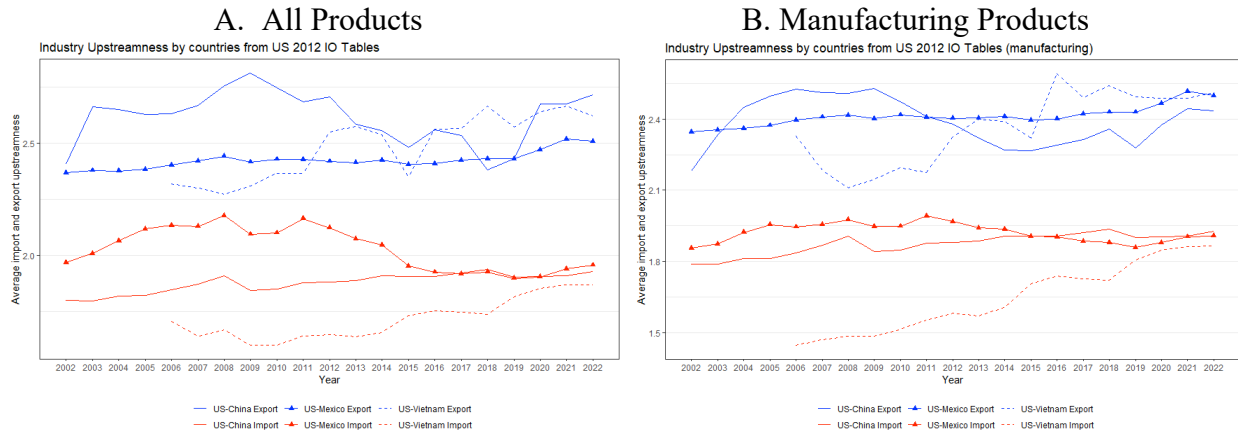 A. All Products
Industry Upstreamness by countries from US 2012 IO Tables
Average import and export upstreamness
2.5
2.0
2002 2003 2004 2005 2006 2007 2008 2009 2010 2011 2012 2013 2014 2015 2016 2017 2018 2019 2020 2021 2022
Year
US-China Export US-Mexico Export US-Vietnam Export
US-China Import US-Mexico Import US-Vietnam Import
B. Manufacturing Products
Industry Upstreamness by countries from US 2012 IO Tables (manufacturing)
Average import and export upstreamness
2.4
2.1
1.8
1.5
2002 2003 2004 2005 2006 2007 2008 2009 2010 2011 2012 2013 2014 2015 2016 2017 2018 2019 2020 2021 2022
Year
US-China Export US-Mexico Export US-Vietnam Export
US-China Import US-Mexico Import US-Vietnam Import